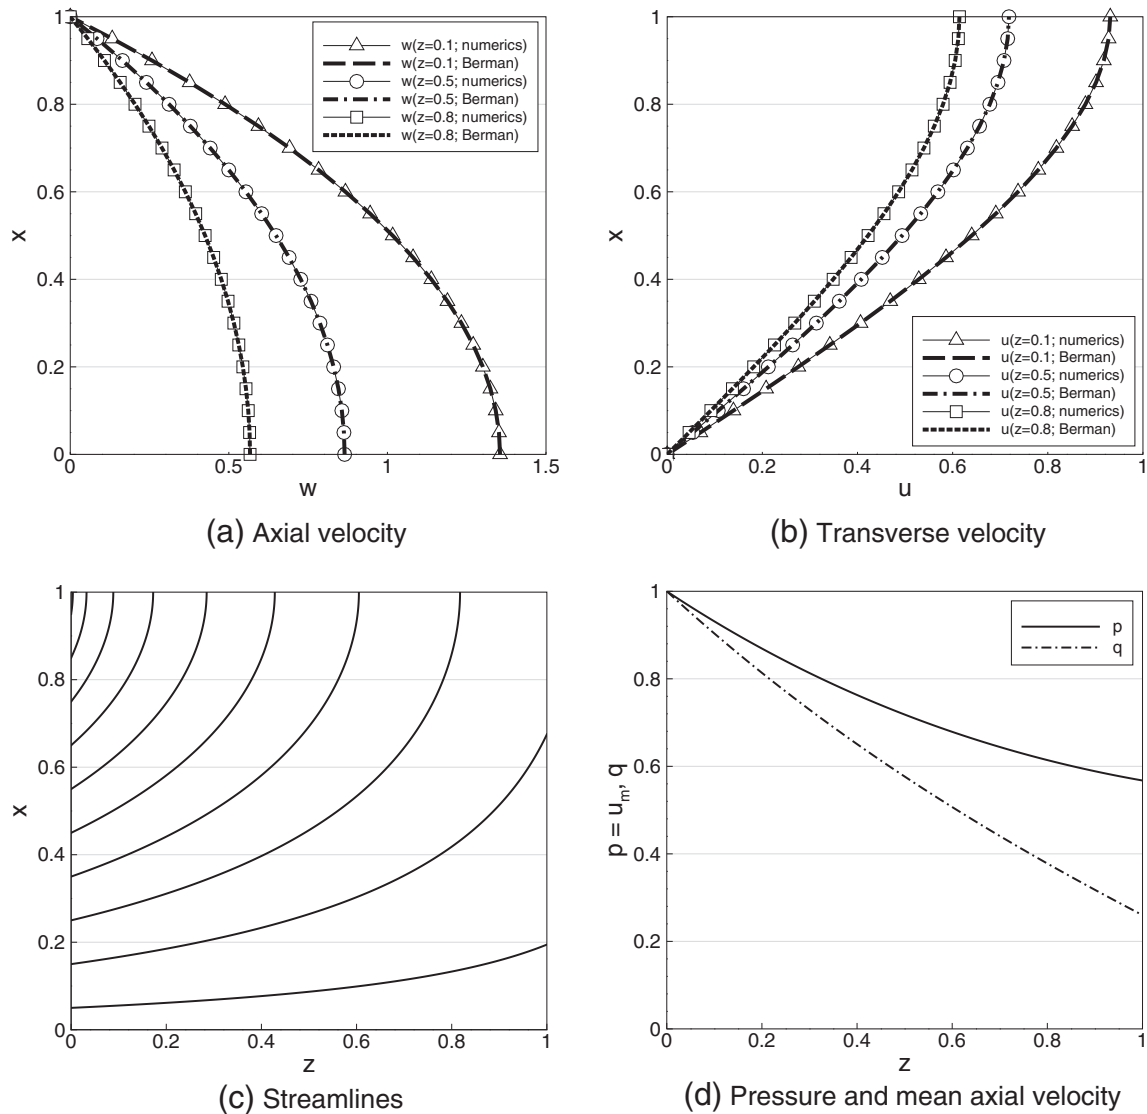 1
0.8
0.6
0.4
0.2
0
x
0
0.5
1
1.5
w
w(z=0.1; numerics)
w(z=0.1; Berman)
w(z=0.5; numerics)
w(z=0.5; Berman)
w(z=0.8; numerics)
w(z=0.8; Berman)
(a) Axial velocity
1
0.8
0.6
0.4
0.2
0
x
0
0.2
0.4
0.6
0.8
1
u
u(z=0.1; numerics)
u(z=0.1; Berman)
u(z=0.5; numerics)
u(z=0.5; Berman)
u(z=0.8; numerics)
u(z=0.8; Berman)
(b) Transverse velocity
1
0.8
0.6
0.4
0.2
0
x
0
0.2
0.4
0.6
0.8
1
z
(c) Streamlines
1
0.8
0.6
0.4
0.2
0
p = u_m, q
0
0.2
0.4
0.6
0.8
1
z
p
q
(d) Pressure and mean axial velocity